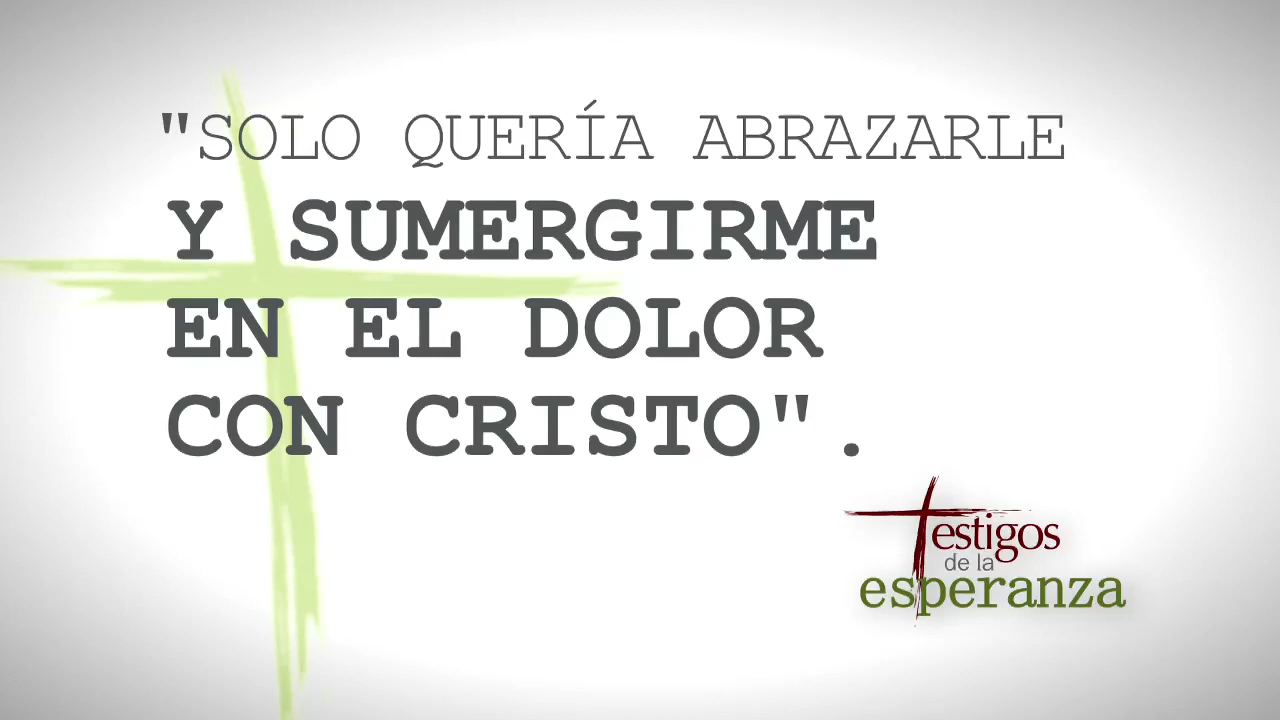 "SOLO QUERÍA ABRAZARLE
Y SUMERGIRME
EN EL DOLOR
CON CRISTO".
testigos
de la
esperanza